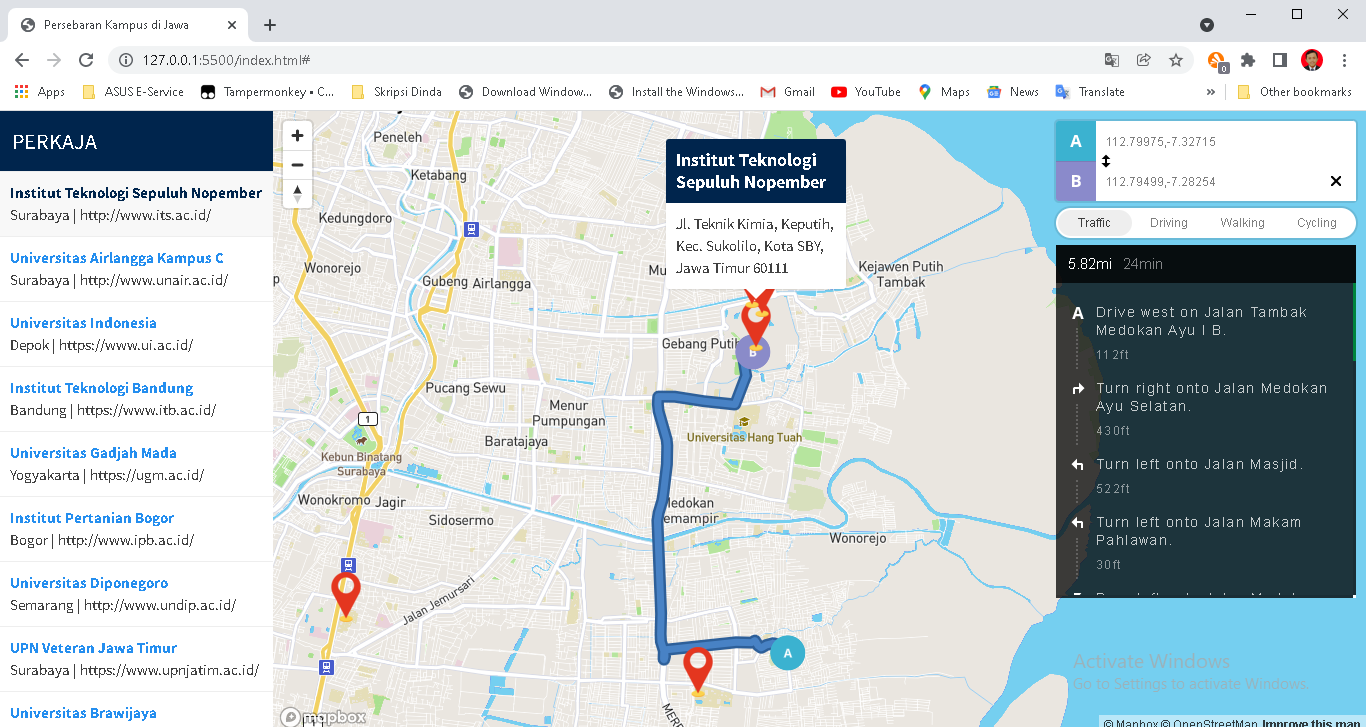 Persebaran Kampus di Jawa
127.0.0.1:5500/index.html#
0
Apps
ASUS E-Service
Tampermonkey • C...
Skripsi Dinda
Download Window...
Install the Windows...
Gmail
YouTube
Maps
News
Translate
»
Other bookmarks
PERKAJA
Institut Teknologi Sepuluh Nopember
Surabaya | http://www.its.ac.id/
Universitas Airlangga Kampus C
Surabaya | http://www.unair.ac.id/
Universitas Indonesia
Depok | https://www.ui.ac.id/
Institut Teknologi Bandung
Bandung | https://www.itb.ac.id/
Universitas Gadjah Mada
Yogyakarta | https://ugm.ac.id/
Institut Pertanian Bogor
Bogor | http://www.ipb.ac.id/
Universitas Diponegoro
Semarang | http://www.undip.ac.id/
UPN Veteran Jawa Timur
Surabaya | https://www.upnjatim.ac.id/
Universitas Brawijaya
Peneleh
Ketabang
Kedungdoro
Wonorejo
Gubeng
Airlangga
Mu
Kejawen Putih
Tambak
Gebang Putih
Pucang Sewu
Menur
Pumpungan
Baratajaya
Universitas Hang Tuah
1
Kebun Binatang
Surabaya
Wonokromo
Jagir
Sidosermo
Medokan
emampir
Wonorejo
Jalan Jemursari
MERR
1
mapbox
Institut Teknologi
Sepuluh Nopember
Jl. Teknik Kimia, Keputih,
Kec. Sukolilo, Kota SBY,
Jawa Timur 60111
B
A
A
112.79975,-7.32715
B
112.79499,-7.28254
Traffic
Driving
Walking
Cycling
5.82mi 24min
A Drive west on Jalan Tambak
Medokan Ayu I B.
112ft
Turn right onto Jalan Medokan
Ayu Selatan.
430ft
Turn left onto Jalan Masjid.
522ft
Turn left onto Jalan Makam
Pahlawan.
30ft
Activate Windows
Go to Settings to activate Windows.
© Mapbox © OpenStreetMap Improve this map